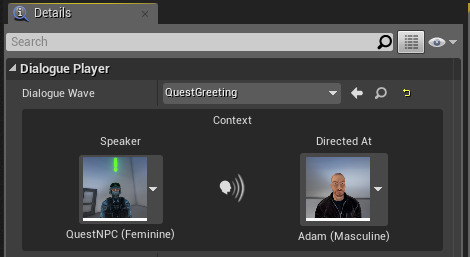 Details
Search
Dialogue Player
Dialogue Wave QuestGreeting
Context
Speaker Directed At
QuestNPC (Feminine) Adam (Masculine)